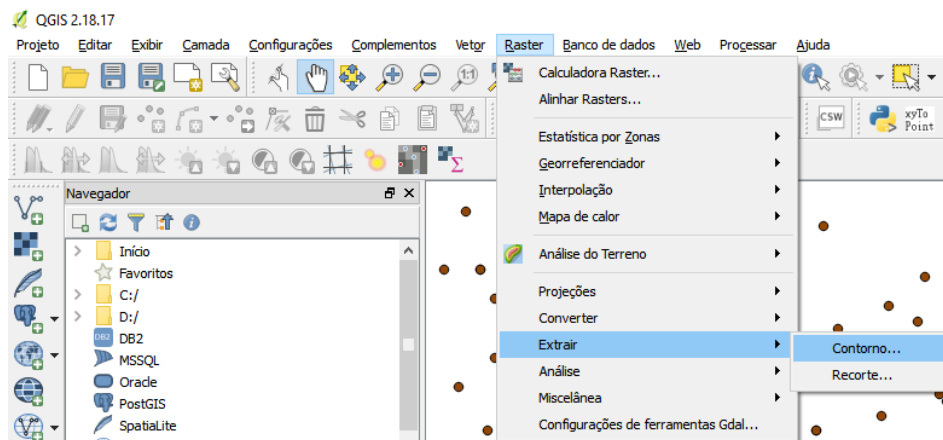 QGIS 2.18.17
Projeto Editar Exibir Camada Configurações Complementos Vetor Raster Banco de dados Web Processar Ajuda
1:1
CSW
xyTo
Point
Calculadora Raster...
Alinhar Rasters...
Estatística por Zonas
Georreferenciador
Interpolação
Mapa de calor
Análise do Terreno
Projeções
Converter
Extrair
Análise
Miscelânea
Configurações de ferramentas Gdal...
Contorno...
Recorte...
Navegador
Início
Favoritos
C:/
D:/
DB2 DB2
MSSQL
Oracle
PostGIS
SpatiaLite